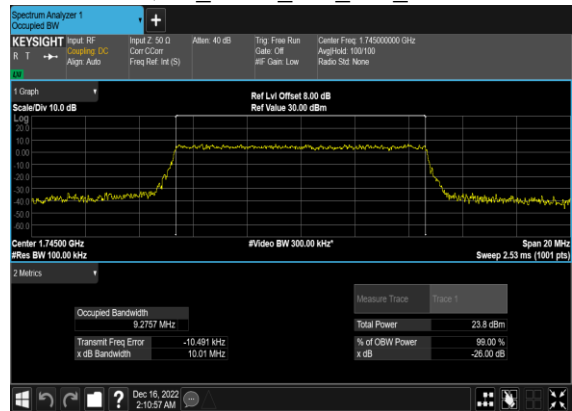 Spectrum Analyzer 1
Occupied BW
+
KEYSIGHT
R T
LW
Input: RF
Coupling: DC
Align: Auto
Input Z: 50 Ω
Corr CCorr
Freq Ref: Int (S)
Atten: 40 dB
Trig: Free Run
Gate: Off
#IF Gain: Low
Center Freq: 1.745000000 GHz
Avg|Hold: 100/100
Radio Std: None
1 Graph
Scale/Div 10.0 dB
Ref Lvl Offset 8.00 dB
Ref Value 30.00 dBm
Log
20.0
10.0
0.00
-10.0
-20.0
-30.0
-40.0
-50.0
-60.0
Center 1.74500 GHz
#Res BW 100.00 kHz
#Video BW 300.00 kHz*
Span 20 MHz
Sweep 2.53 ms (1001 pts)
2 Metrics
Measure Trace Trace 1
Occupied Bandwidth
9.2757 MHz
Total Power 23.8 dBm
Transmit Freq Error -10.491 kHz
x dB Bandwidth 10.01 MHz
% of OBW Power 99.00 %
x dB -26.00 dB
?
Dec 16, 2022
2:10:57 AM